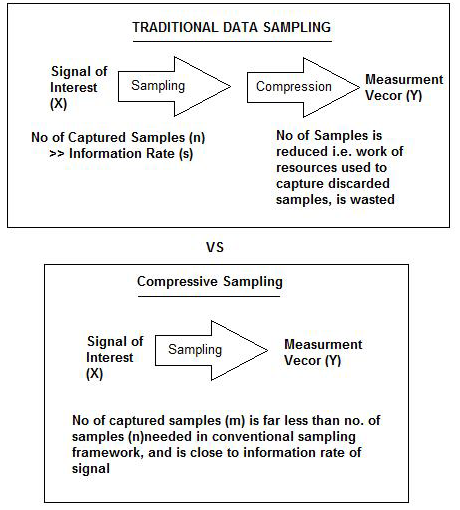 TRADITIONAL DATA SAMPLING
Signal of
Interest
(X)
Sampling
Compression
Measurment
Vecor (Y)
No of Captured Samples (n)
>> Information Rate (s)
No of Samples is
reduced i.e. work of
resources used to
capture discarded
samples, is wasted
VS
Compressive Sampling
Signal of
Interest
(X)
Sampling
Measurment
Vecor (Y)
No of captured samples (m) is far less than no. of
samples (n)needed in conventional sampling
framework, and is close to information rate of
signal